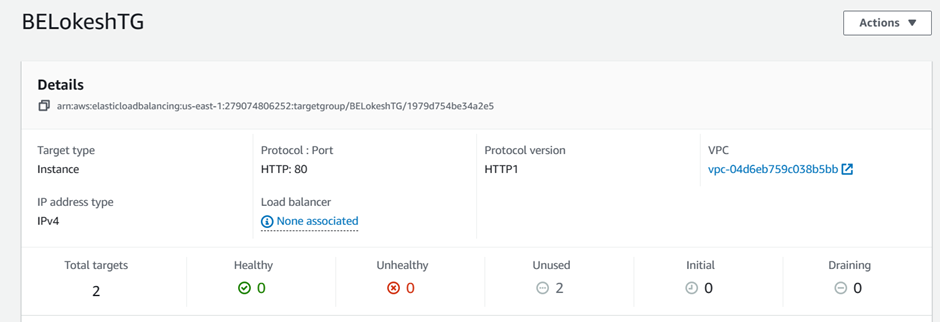 BELokeshTG
Actions
Details
arn:aws:elasticloadbalancing:us-east-1:279074806252:targetgroup/BELokeshTG/1979d754be34a2e5
Target type
Instance
Protocol : Port
HTTP: 80
Protocol version
HTTP1
VPC
vpc-04d6eb759c038b5bb
IP address type
IPv4
Load balancer
None associated
Total targets
2
Healthy
0
Unhealthy
0
Unused
2
Initial
0
Draining
0